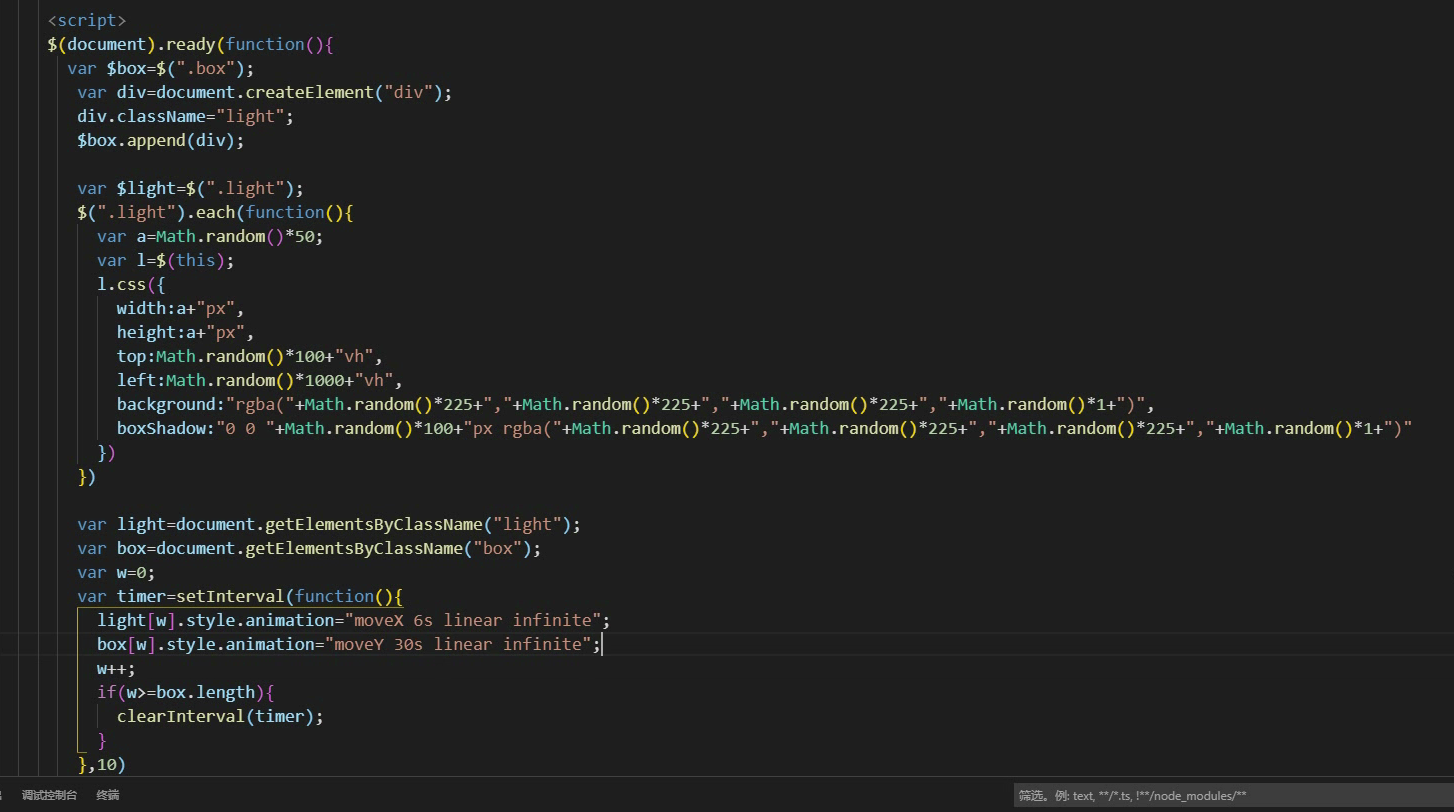 <script>
$(document).ready(function(){
var $box=$(".box");
var div=document.createElement("div");
div.className="light";
$box.append(div);
var $light=$(".light");
$(".light").each(function(){
var a=Math.random()*50;
var l=$(this);
l.css({
width:a+"px",
height:a+"px",
top:Math.random()*100+"vh",
left:Math.random()*1000+"vh",
background:"rgba("+Math.random()*225+","+Math.random()*225+","+Math.random()*225+","+Math.random()*1+")",
boxShadow:"0 0 "+Math.random()*100+"px rgba("+Math.random()*225+","+Math.random()*225+","+Math.random()*225+","+Math.random()*1+")"
})
})
var light=document.getElementsByClassName("light");
var box=document.getElementsByClassName("box");
var w=0;
var timer=setInterval(function(){
light[w].style.animation="moveX 6s linear infinite";
box[w].style.animation="moveY 30s linear infinite";
w++;
if(w>=box.length){
clearInterval(timer);
}
},10)
调试控制台 终端 筛选。例: text, **/*.ts, !**/node_modules/**